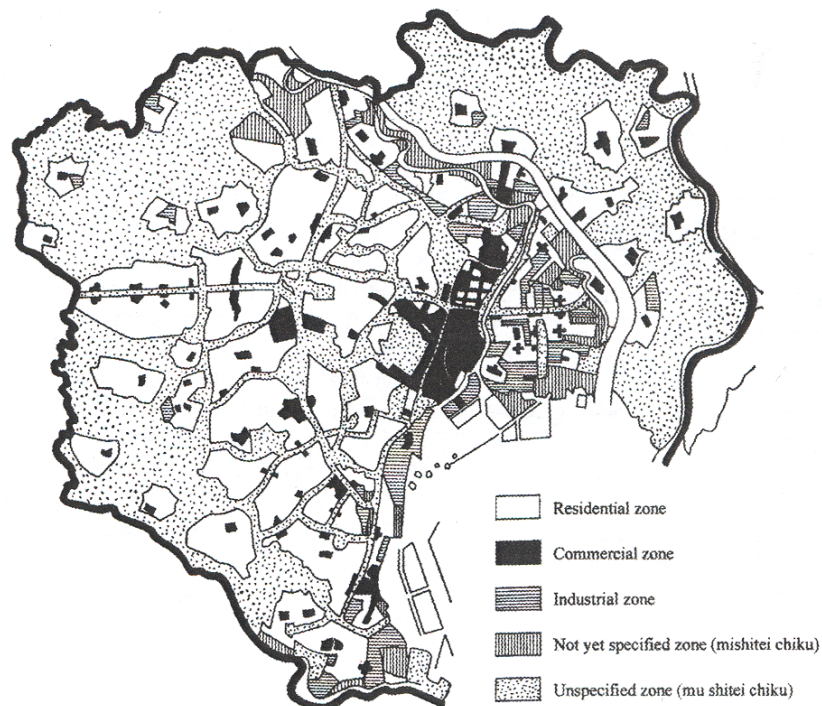 Residential zone
Commercial zone
Industrial zone
Not yet specified zone (mishitei chiku)
Unspecified zone (mu shitei chiku)